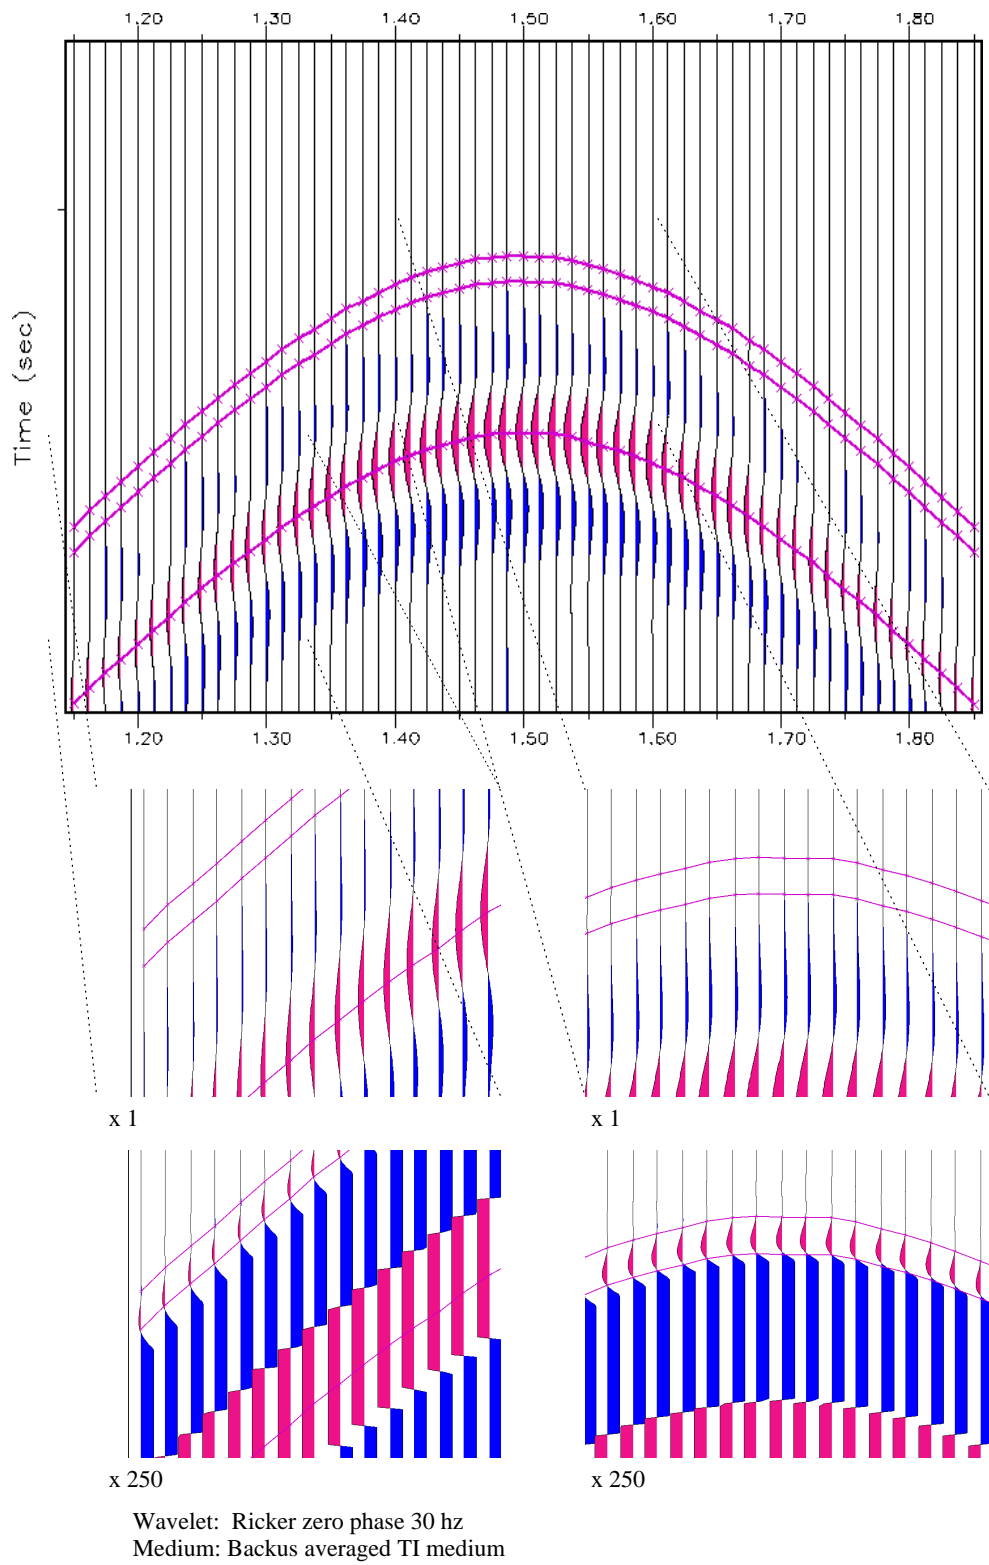 1.20 1.30 1.40 1.50 1.60 1.70 1.80
Time (sec)
1.20 1.30 1.40 1.50 1.60 1.70 1.80
x 1 x 1
x 250 x 250
Wavelet: Ricker zero phase 30 hz
Medium: Backus averaged TI medium